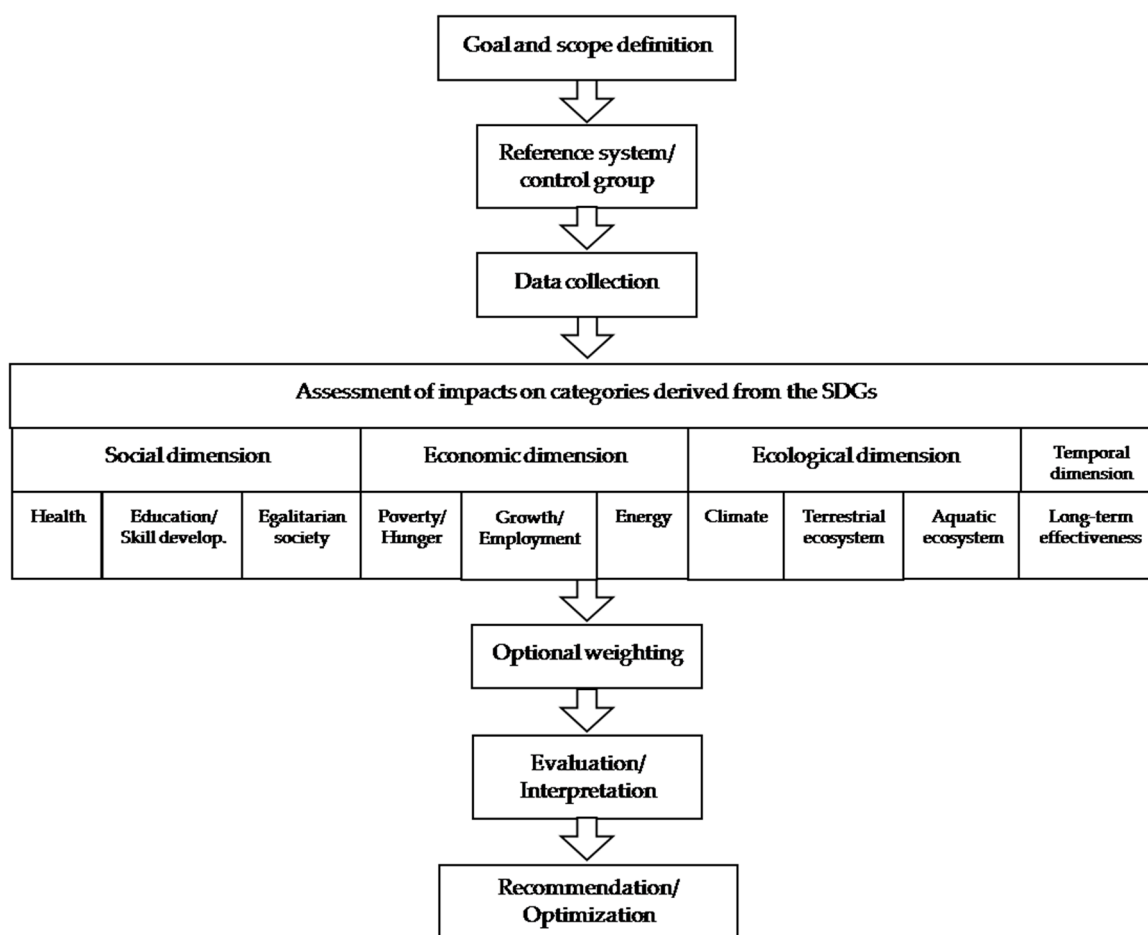 Goal and scope definition
Reference system/
control group
Data collection
Assessment of impacts on categories derived from the SDGs
Social dimension
Economic dimension
Ecological dimension
Temporal
dimension
Health
Education/
Skill develop.
Egalitarian
society
Poverty/
Hunger
Growth/
Employment
Energy
Climate
Terrestrial
ecosystem
Aquatic
ecosystem
Long-term
effectiveness
Optional weighting
Evaluation/
Interpretation
Recommendation/
Optimization